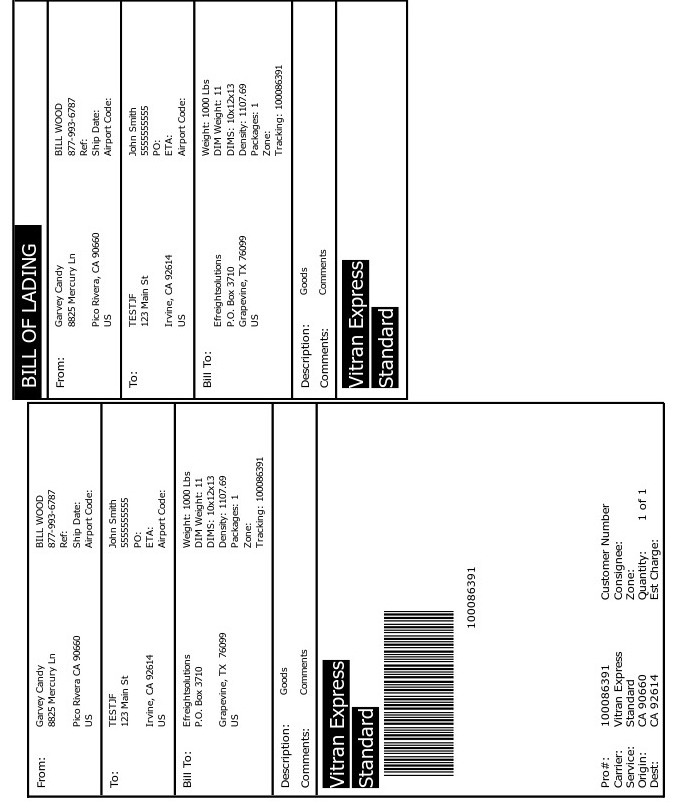 BILL OF LADING
From:
Garvey Candy
8825 Mercury Ln
Pico Rivera, CA 90660
US
BILL WOOD
877-993-6787
Ref:
Ship Date:
Airport Code:
To:
TESTJF
123 Main St
Irvine, CA 92614
US
John Smith
5555555555
PO:
ETA:
Airport Code:
Bill To:
Efreightsolutions
P.O. Box 3710
Grapevine, TX 76099
US
Weight: 1000 Lbs
DIM Weight: 11
DIMS: 10x12x13
Density: 1107.69
Packages: 1
Zone:
Tracking: 100086391
Description: Goods
Comments: Comments
Vitran Express
Standard
From:
Garvey Candy
8825 Mercury Ln
Pico Rivera CA 90660
US
BILL WOOD
877-993-6787
Ref:
Ship Date:
Airport Code:
To:
TESTJF
123 Main St
Irvine, CA 92614
US
John Smith
5555555555
PO:
ETA:
Airport Code:
Bill To:
Efreightsolutions
P.O. Box 3710
Grapevine, TX 76099
US
Weight: 1000 Lbs
DIM Weight: 11
DIMS: 10x12x13
Density: 1107.69
Packages: 1
Zone:
Tracking: 100086391
Description: Goods
Comments: Comments
Vitran Express
Standard
100086391
Pro#: 100086391 Customer Number
Carrier: Vitran Express Consignee:
Service: Standard Zone:
Origin: CA 90660 Quantity: 1 of 1
Dest: CA 92614 Est Charge: